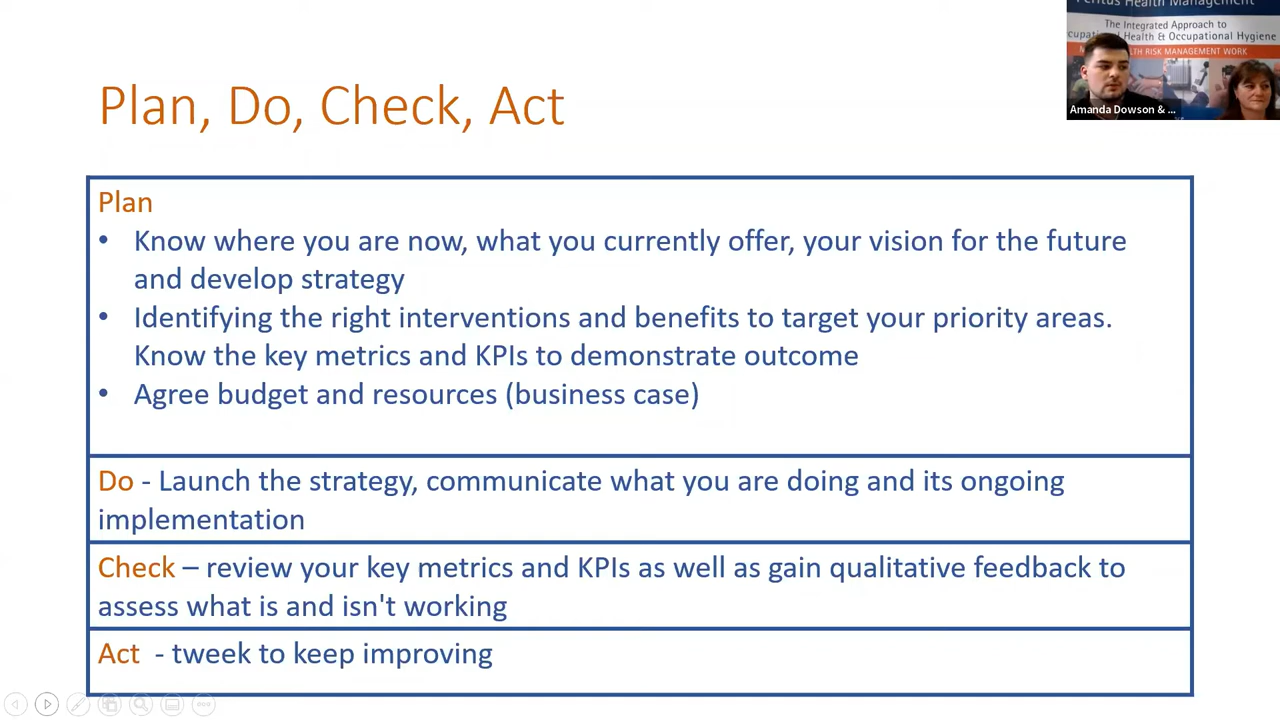 Peritus Health Management
The Integrated Approach to
Occupational Health & Occupational Hygiene
HEALTH RISK MANAGEMENT WORK
Amanda Dowson & ...
Plan, Do, Check, Act
Plan
• Know where you are now, what you currently offer, your vision for the future
and develop strategy
• Identifying the right interventions and benefits to target your priority areas.
Know the key metrics and KPIs to demonstrate outcome
• Agree budget and resources (business case)
Do - Launch the strategy, communicate what you are doing and its ongoing
implementation
Check – review your key metrics and KPIs as well as gain qualitative feedback to
assess what is and isn't working
Act - tweek to keep improving